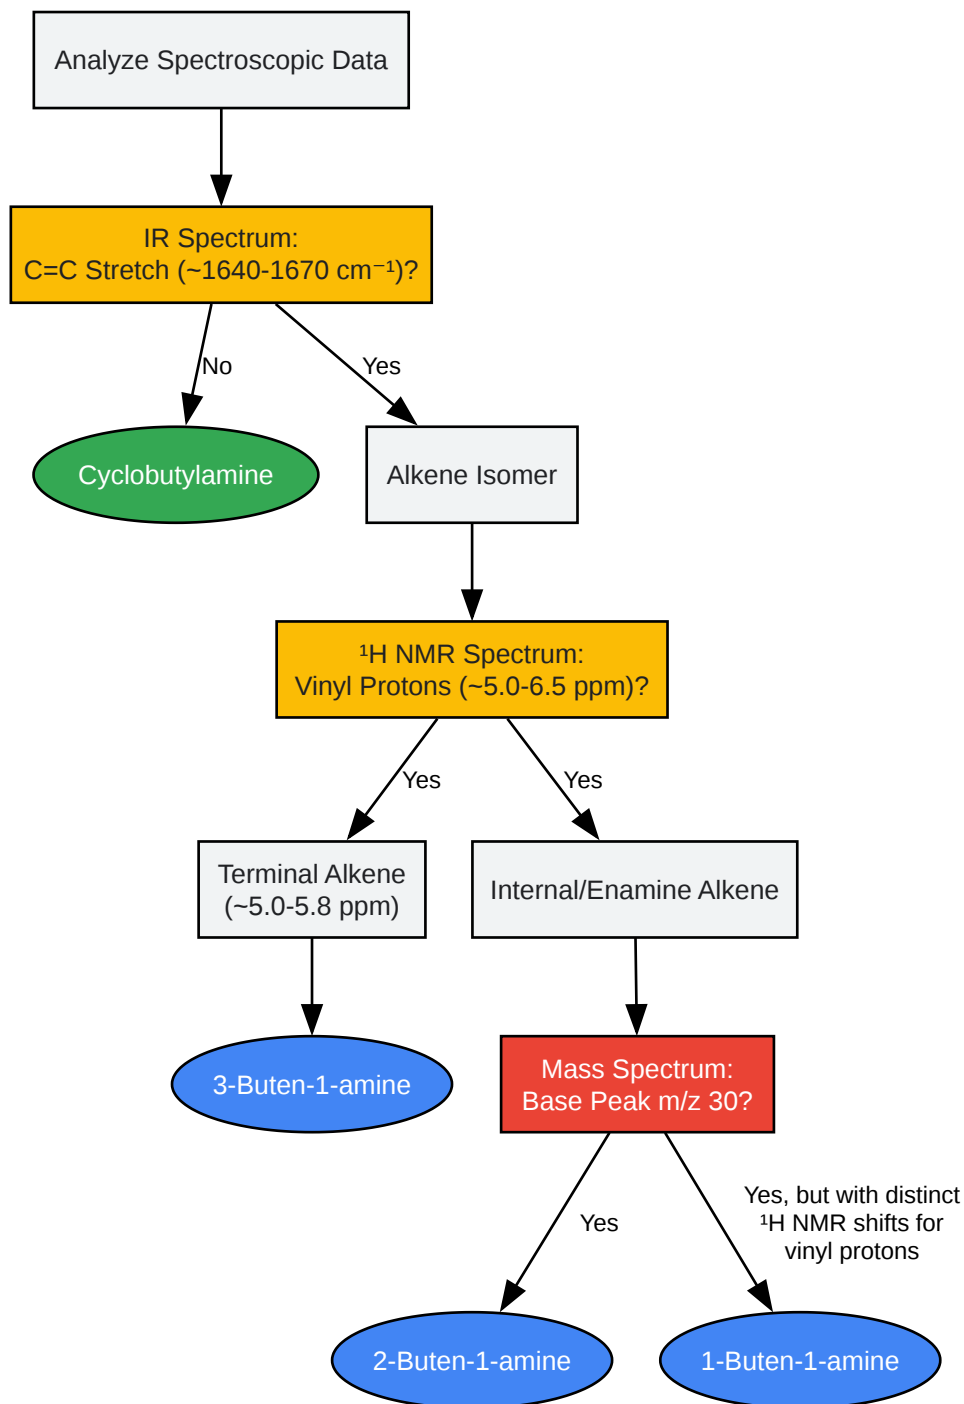 Analyze Spectroscopic Data
IR Spectrum:
C=C Stretch (~1640-1670 cm⁻¹)?
No
Yes
Cyclobutylamine
Alkene Isomer
¹H NMR Spectrum:
Vinyl Protons (~5.0-6.5 ppm)?
Yes
Yes
Terminal Alkene
(~5.0-5.8 ppm)
Internal/Enamine Alkene
3-Buten-1-amine
Mass Spectrum:
Base Peak m/z 30?
Yes
Yes, but with distinct
¹H NMR shifts for
vinyl protons
2-Buten-1-amine
1-Buten-1-amine